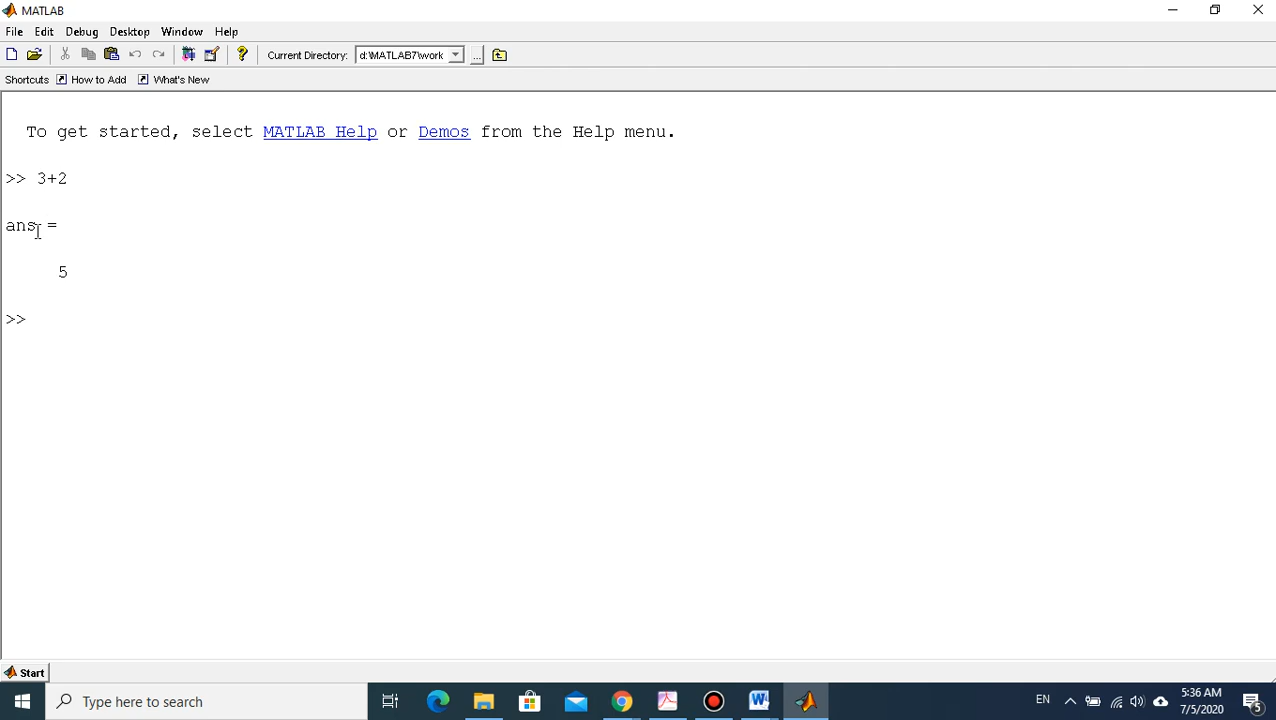 MATLAB
File Edit Debug Desktop Window Help
Current Directory: d:\MATLAB7\work ...
Shortcuts How to Add What's New
To get started, select MATLAB Help or Demos from the Help menu.
>> 3+2
ans =
5
>>
Start
Type here to search
EN 5:36 AM
7/5/2020 5